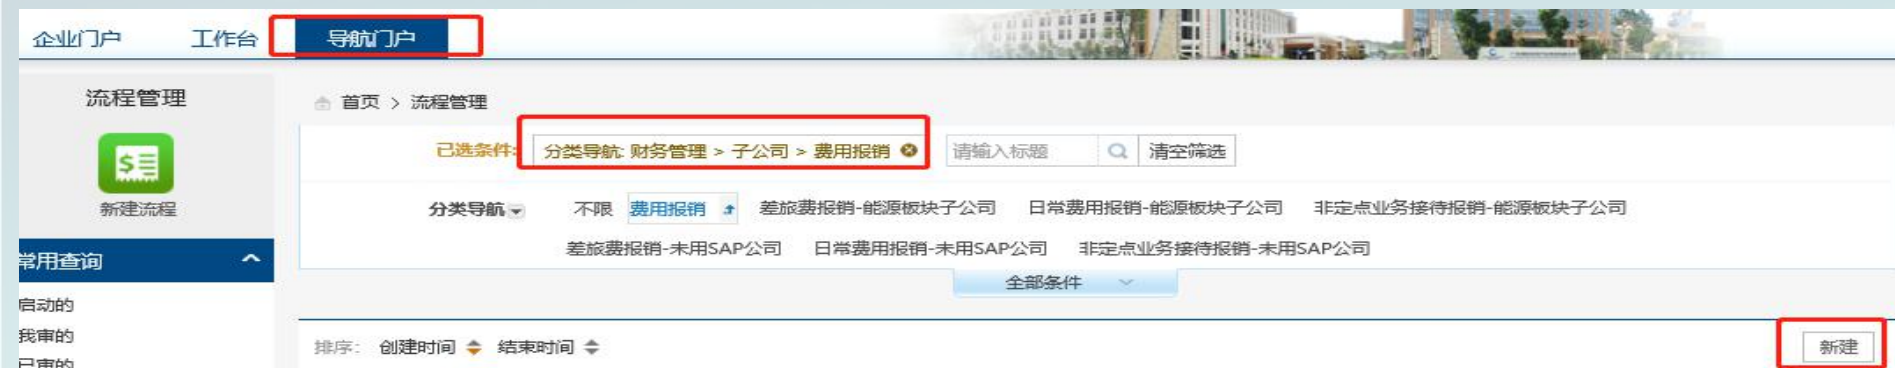 企业门户 工作台 导航门户
流程管理
首页 > 流程管理
已选条件: 分类导航: 财务管理 > 子公司 > 费用报销 请输入标题 清空筛选
$
新建流程
分类导航 不限 费用报销 差旅费报销-能源板块子公司 日常费用报销-能源板块子公司 非定点业务接待报销-能源板块子公司
差旅费报销-未用SAP公司 日常费用报销-未用SAP公司 非定点业务接待报销-未用SAP公司
常用查询
全部条件
启动的
我审的
已审的
排序: 创建时间 结束时间 新建